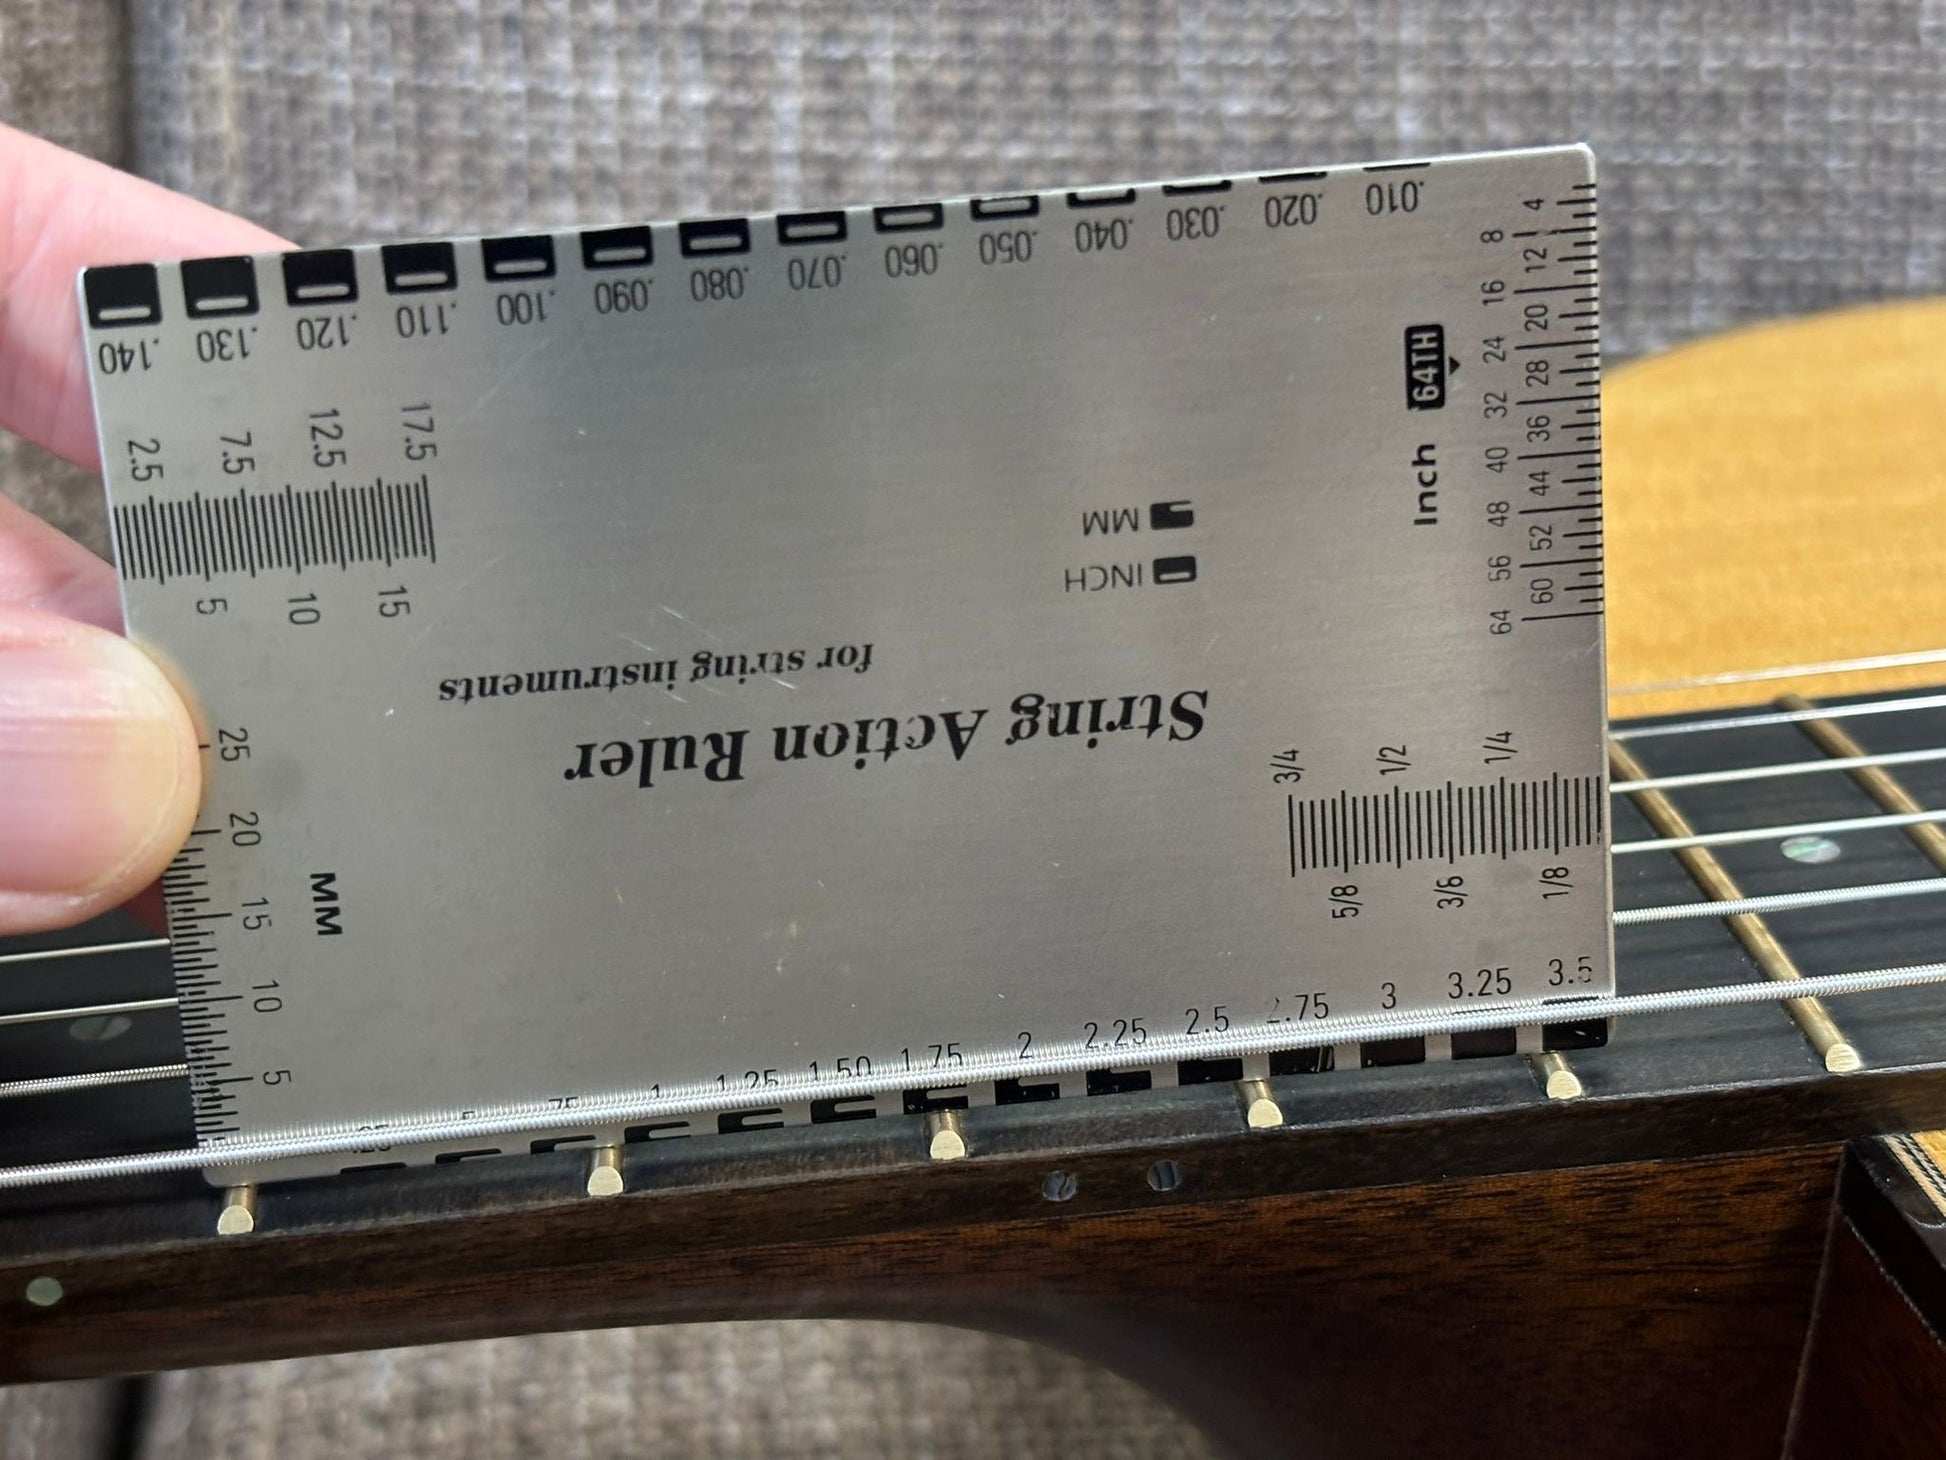 .140 .130 .120 .110 .100 .090 .080 .070 .060 .050 .040 .030 .020 .010
2.5 7.5 12.5 17.5
5 10 15
4 12 20 28 36 44 52 60
8 16 24 32 40 48 56 64
Inch 64TH
MM
INCH
for string instruments
String Action Ruler
25 20 15 10 5
MM
3/4 1/2 1/4
5/8 3/6 1/8
1 1.25 1.50 1.75 2 2.25 2.5 2.75 3 3.25 3.5